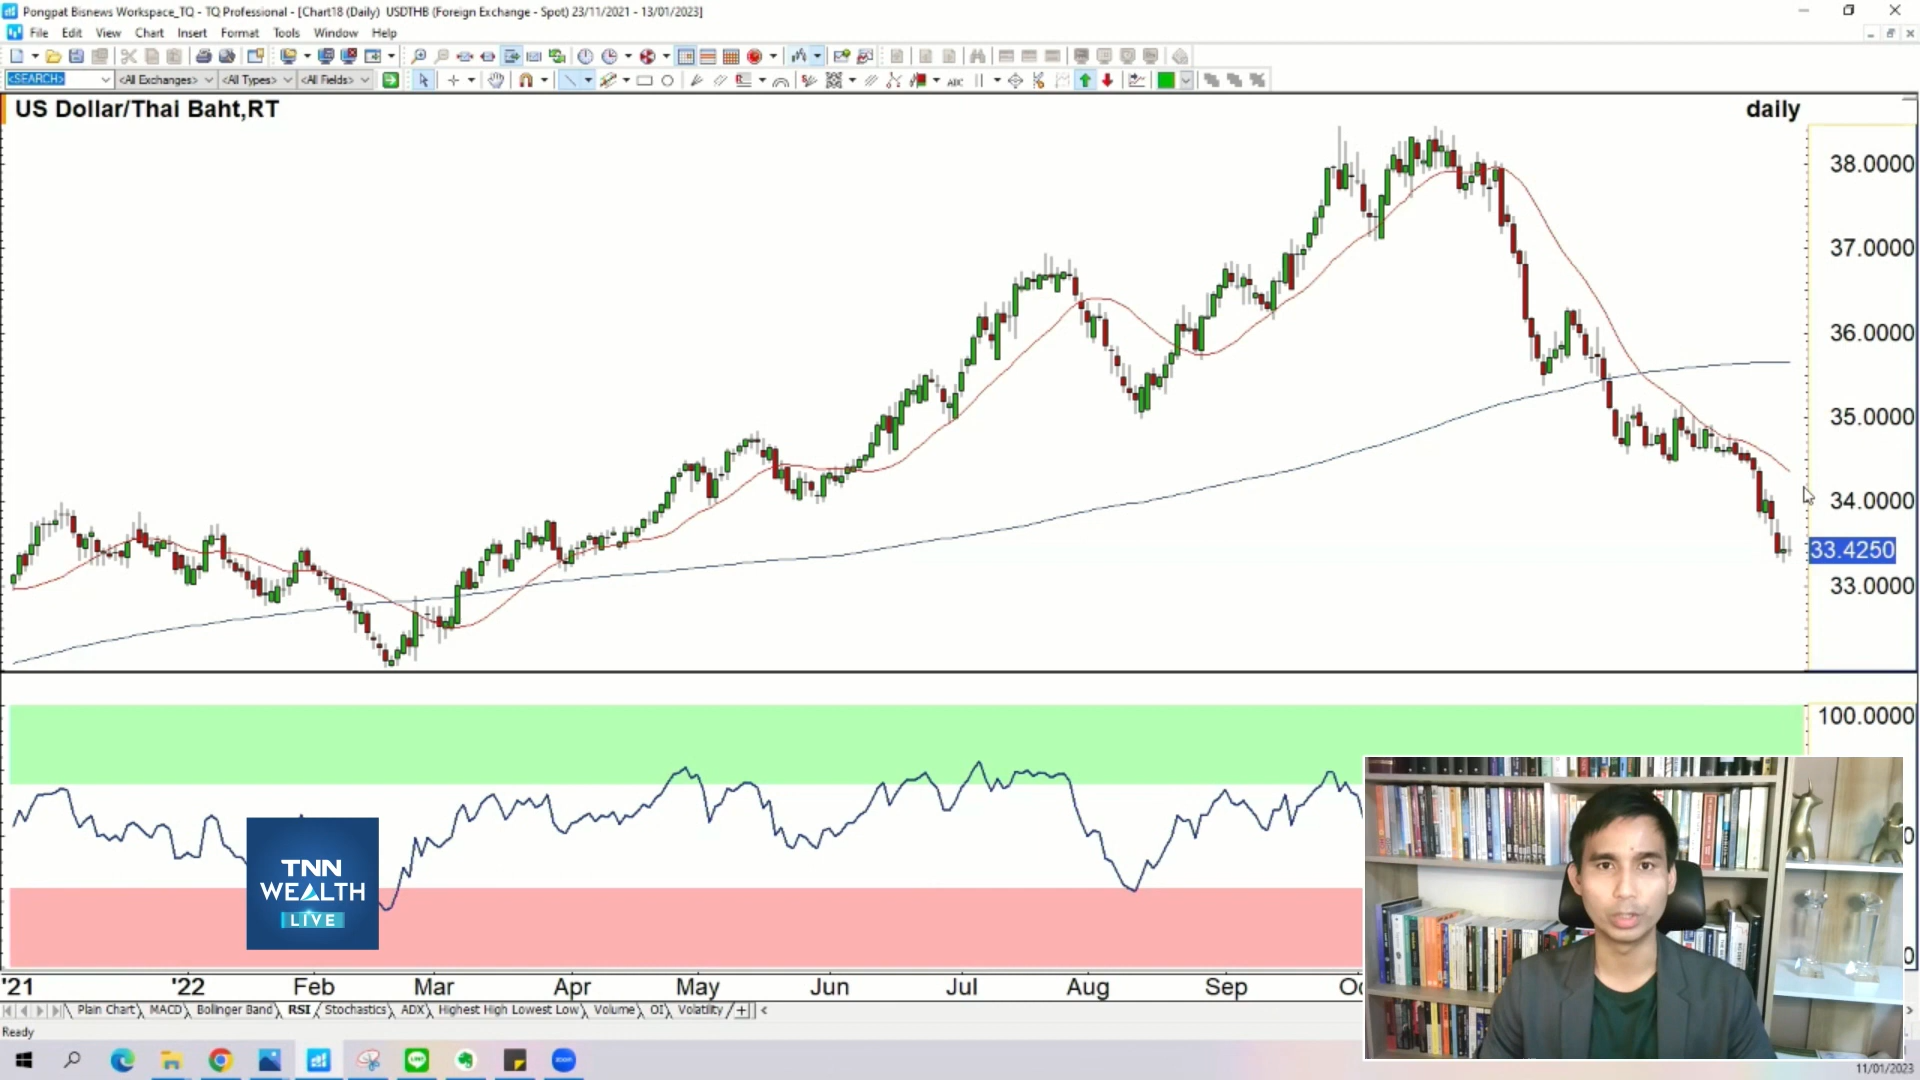 Pongpat Bisnews Workspace_TQ - TQ Professional - [Chart18 (Daily) USDTHB (Foreign Exchange - Spot) 23/11/2021 - 13/01/2023]
File Edit View Chart Insert Format Tools Window Help
<SEARCH> <All Exchanges> <All Types> <All Fields>
ABC
US Dollar/Thai Baht,RT
daily
38.0000
37.0000
36.0000
35.0000
34.0000
33.4250
33.0000
100.0000
TNN
WEALTH
LIVE
'21 '22 Feb Mar Apr May Jun Jul Aug Sep
Plain Chart MACD Bolinger Band RSI Stochastics ADX Highest High Lowest Low Volume OI Volatility
Ready
LINE
zoom
11/01/2023